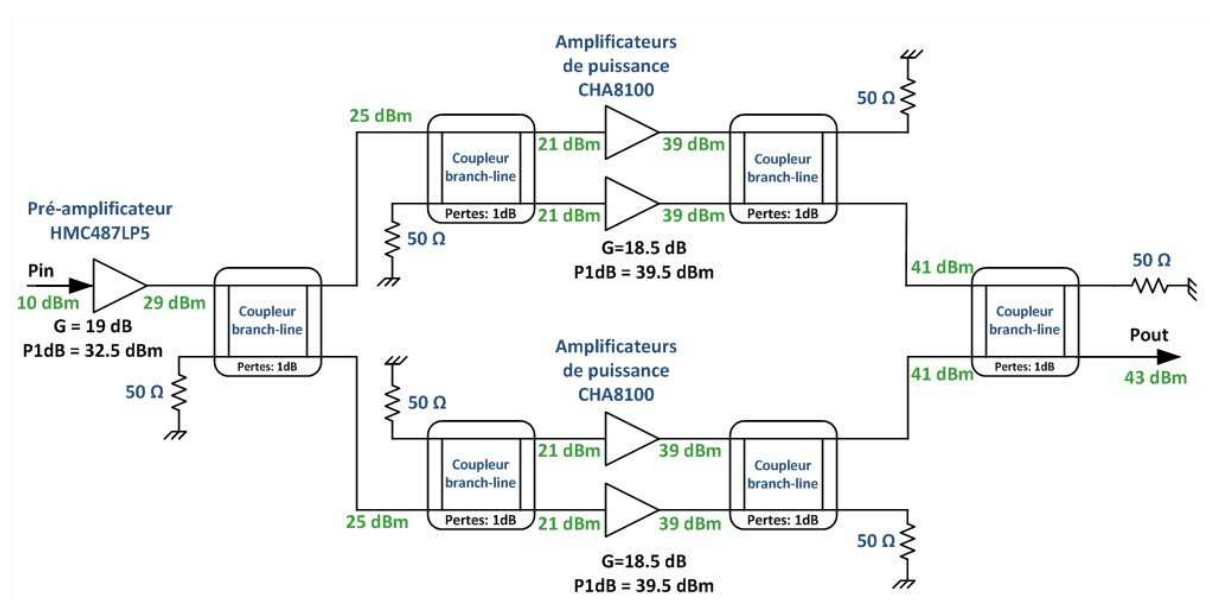 Amplificateurs
de puissance
CHA8100
50 Ω
25 dBm
21 dBm
39 dBm
Coupleur
branch-line
Coupleur
branch-line
Pré-amplificateur
HMC487LP5
21 dBm
39 dBm
Pertes: 1dB
Pertes: 1dB
50 Ω
G=18.5 dB
P1dB = 39.5 dBm
Pin
10 dBm
29 dBm
41 dBm
50 Ω
Coupleur
branch-line
Coupleur
branch-line
G = 19 dB
P1dB = 32.5 dBm
Pertes: 1dB
Amplificateurs
de puissance
CHA8100
Pertes: 1dB
Pout
43 dBm
41 dBm
50 Ω
50 Ω
21 dBm
39 dBm
Coupleur
branch-line
Coupleur
branch-line
25 dBm
21 dBm
39 dBm
Pertes: 1dB
Pertes: 1dB
50 Ω
G=18.5 dB
P1dB = 39.5 dBm